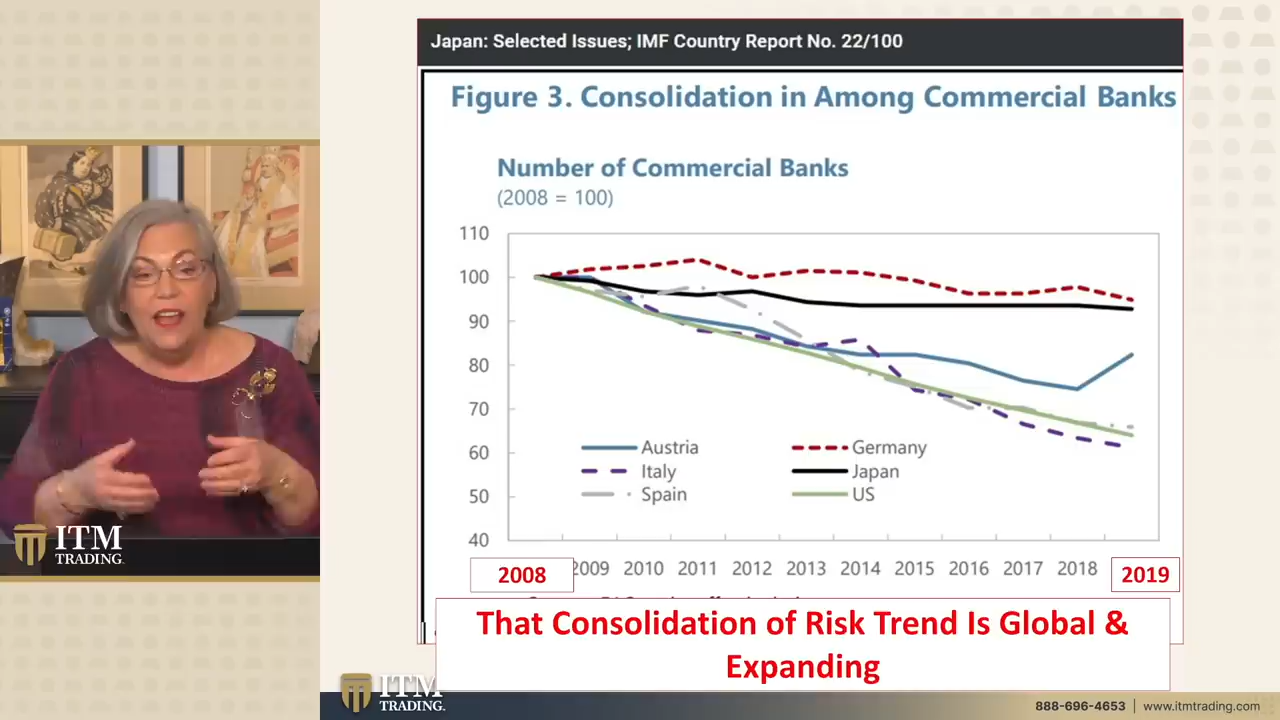 Japan: Selected Issues; IMF Country Report No. 22/100
Figure 3. Consolidation in Among Commercial Banks
Number of Commercial Banks
(2008 = 100)
110
100
90
80
70
60
50
40
Austria
Germany
Italy
Japan
Spain
US
2008
2009 2010 2011 2012 2013 2014 2015 2016 2017 2018
2019
That Consolidation of Risk Trend Is Global &
Expanding
ITM
TRADING.
ITM
TRADING.
888-696-4653 | www.itmtrading.com